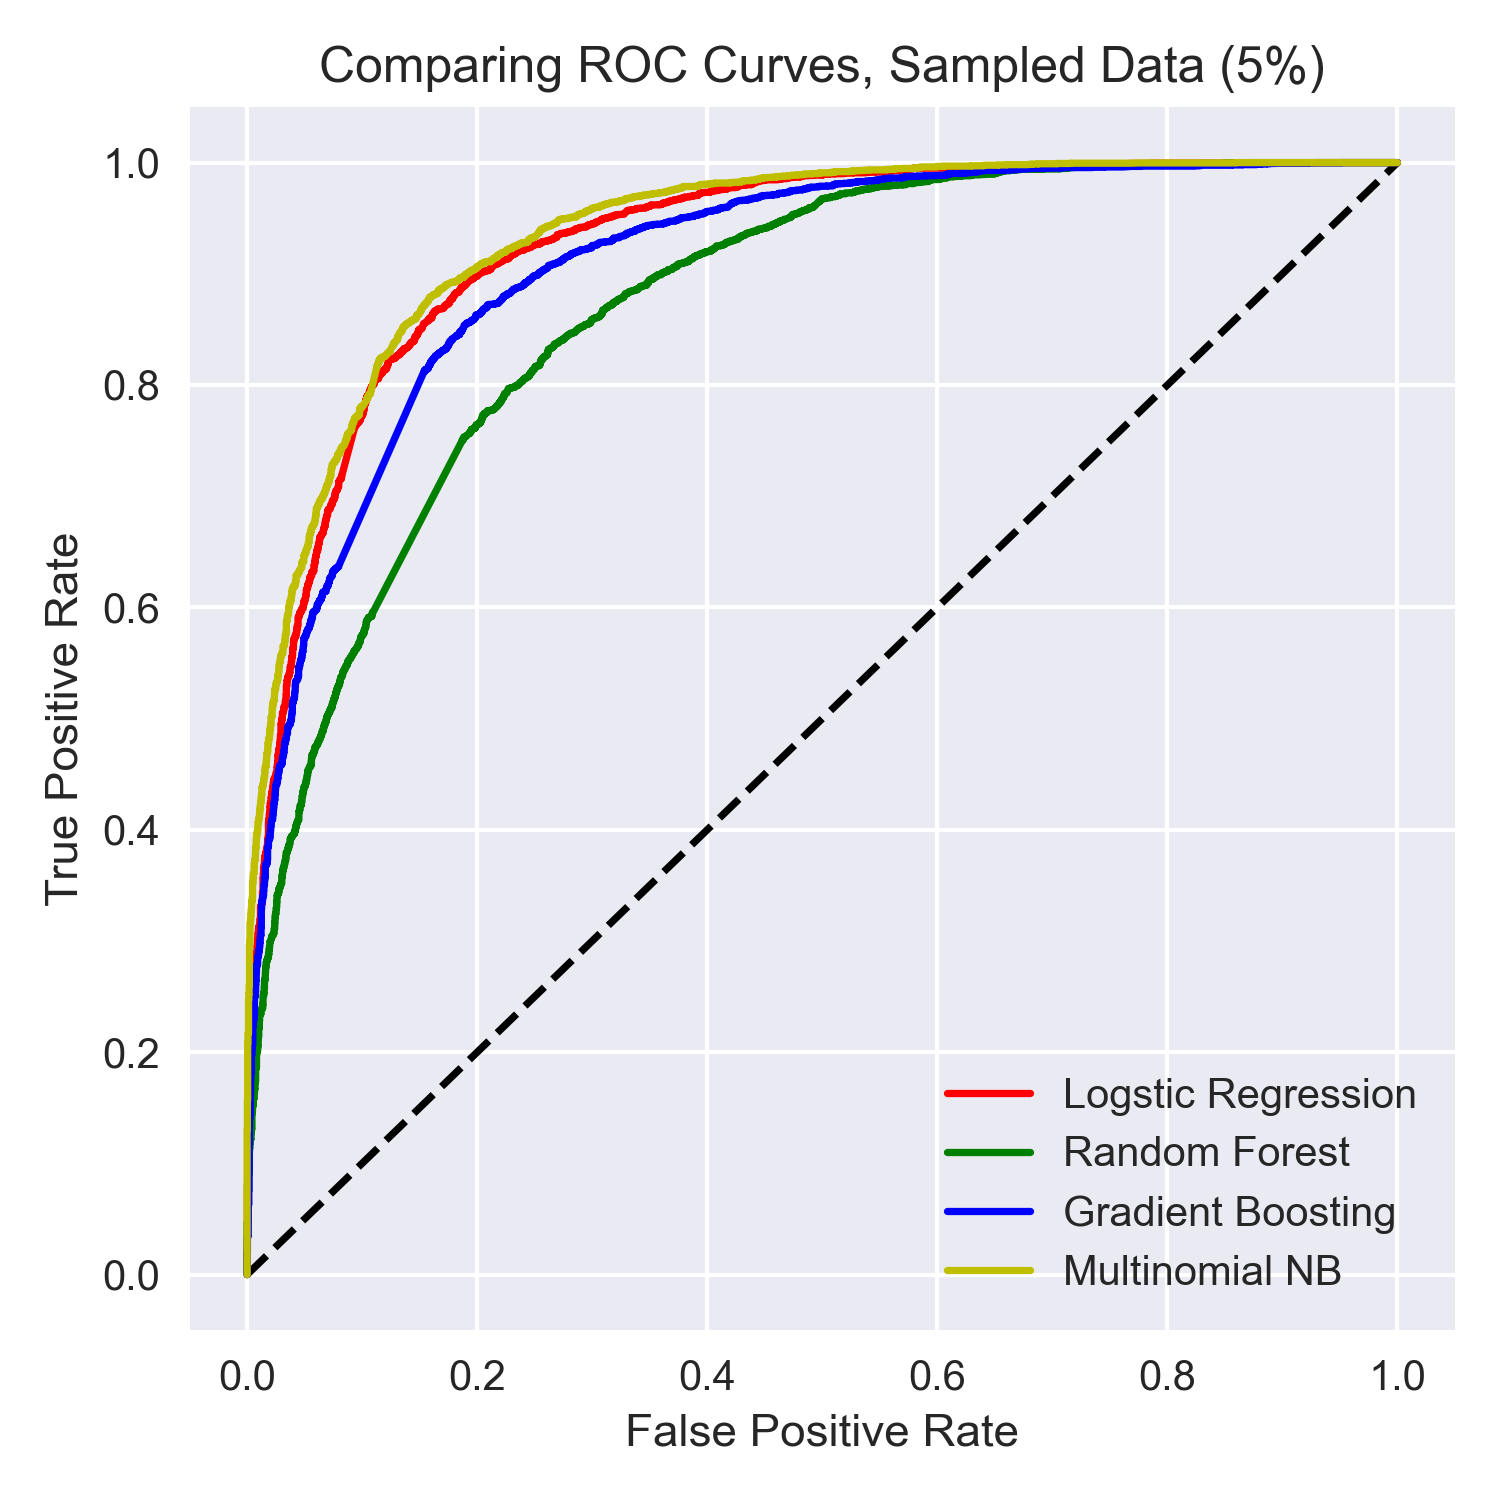 Comparing ROC Curves, Sampled Data (5%)
1.0
0.8
0.6
0.4
0.2
0.0
True Positive Rate
Logstic Regression
Random Forest
Gradient Boosting
Multinomial NB
0.0 0.2 0.4 0.6 0.8 1.0
False Positive Rate